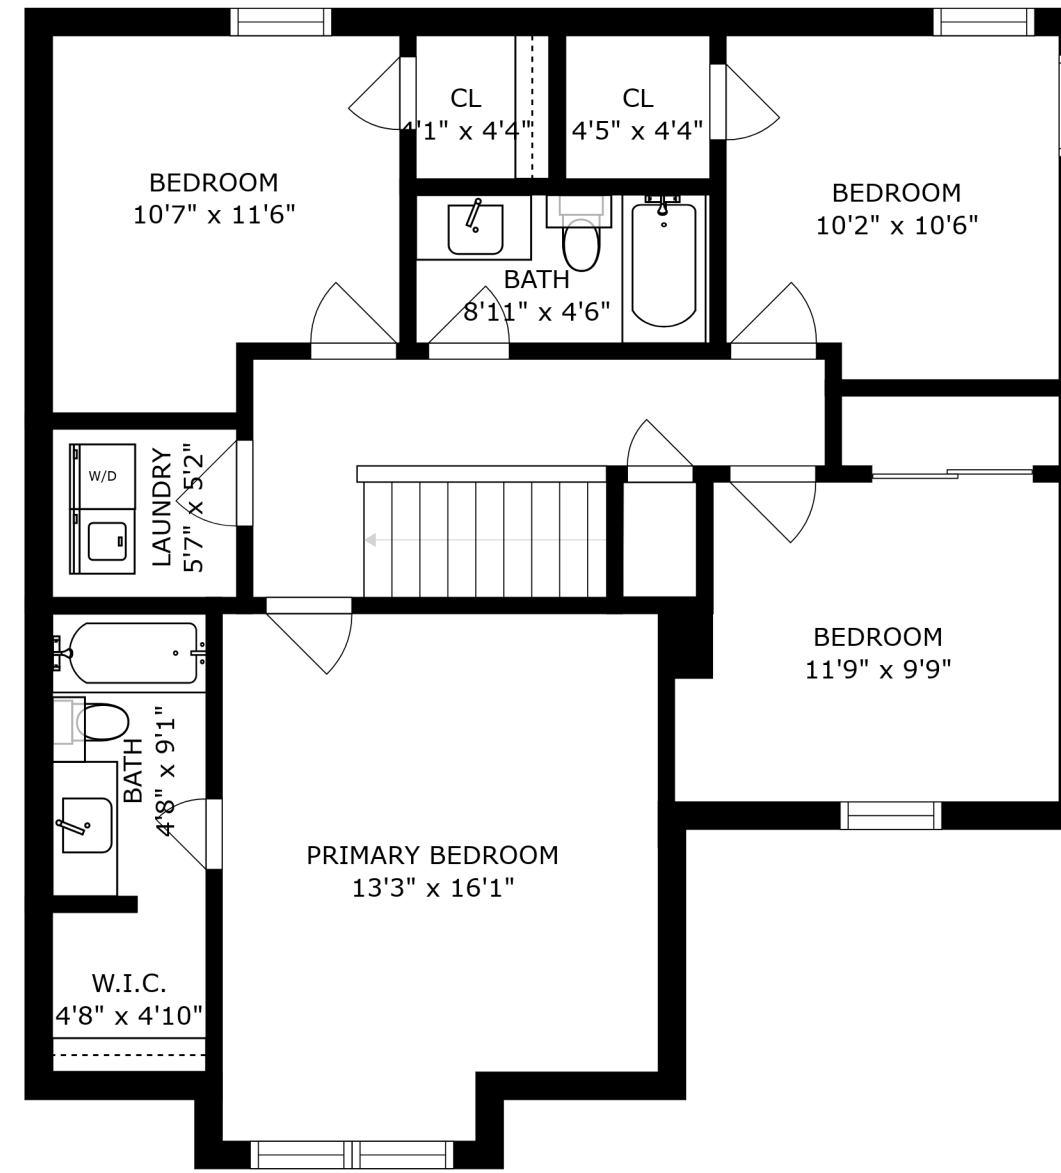 CL
4'1" x 4'4"
CL
4'5" x 4'4"
BEDROOM
10'7" x 11'6"
BEDROOM
10'2" x 10'6"
BATH
8'11" x 4'6"
W/D
LAUNDRY
5'7" x 5'2"
BEDROOM
11'9" x 9'9"
BATH
4'8" x 9'1"
PRIMARY BEDROOM
13'3" x 16'1"
W.I.C.
4'8" x 4'10"